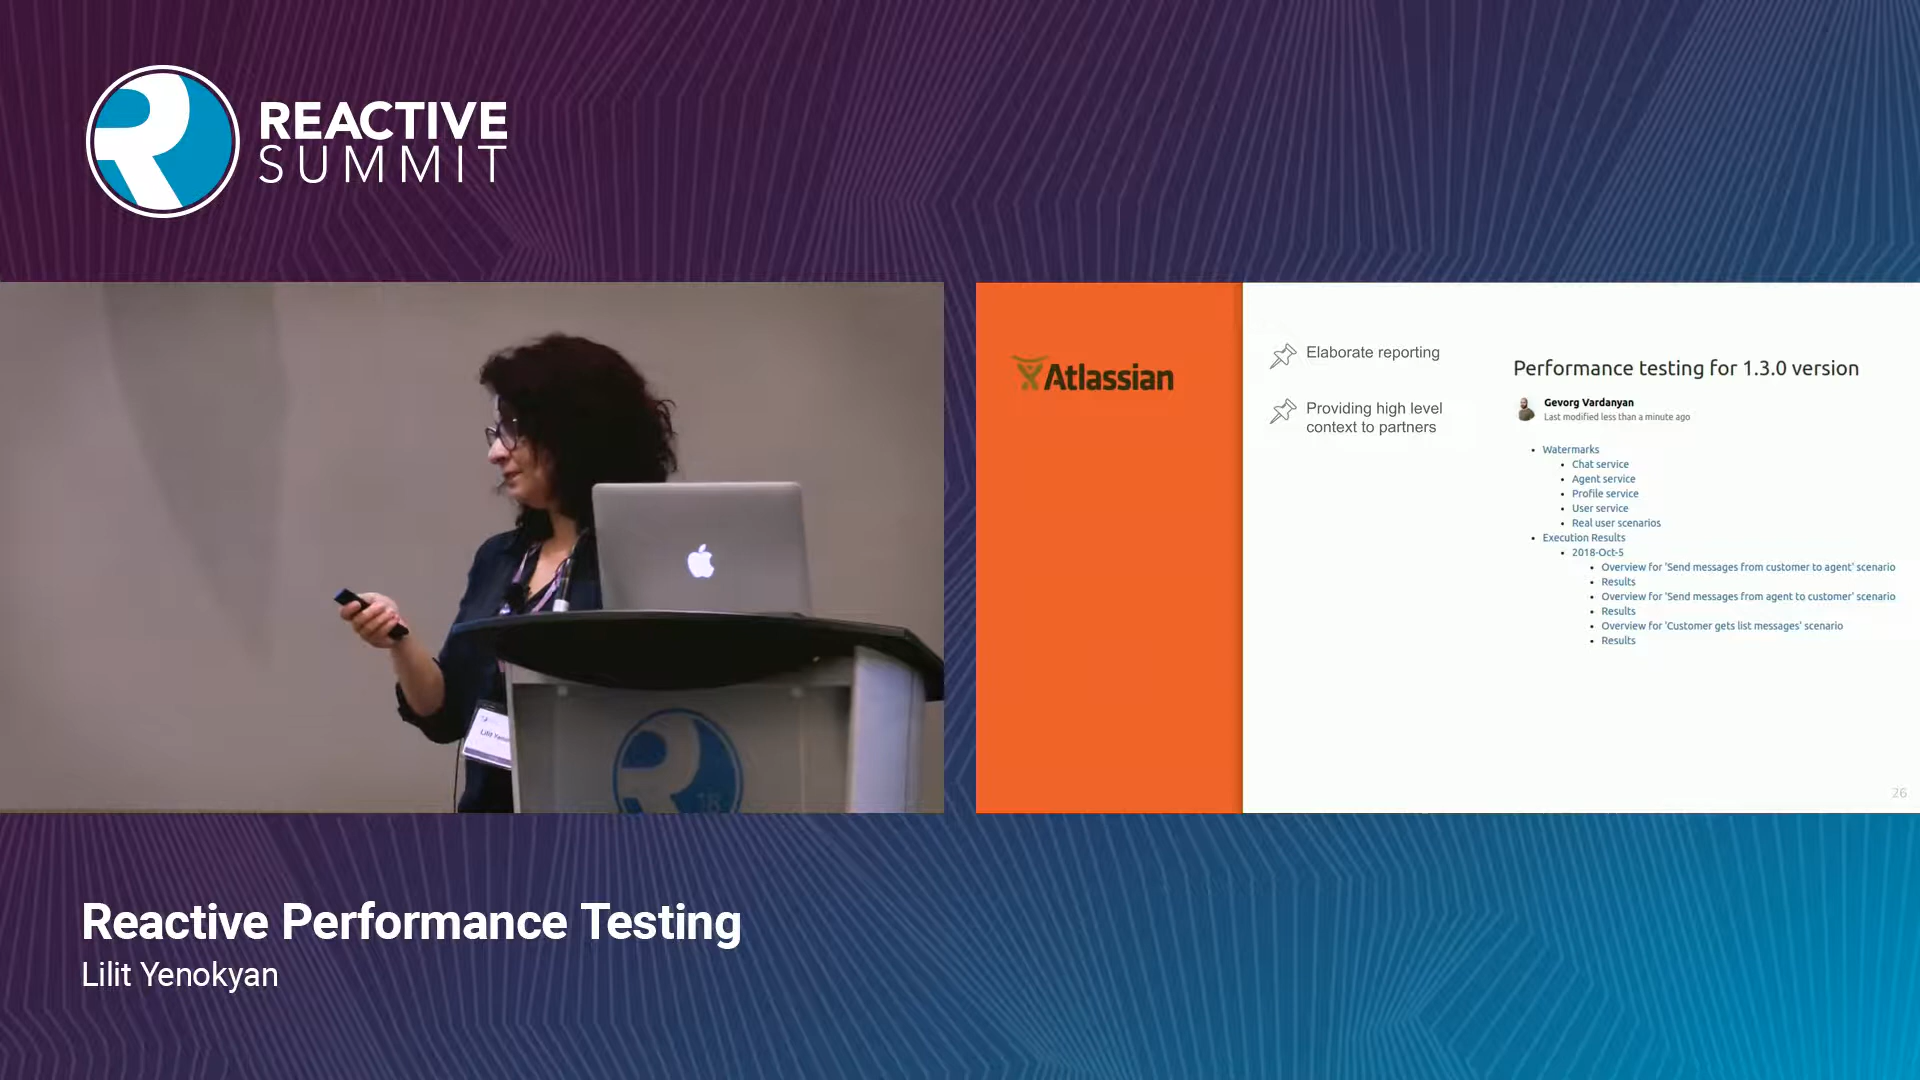 REACTIVE
SUMMIT
Atlassian
Elaborate reporting
Providing high level
context to partners
Performance testing for 1.3.0 version
Gevorg Vardanyan
Last modified less than a minute ago
Watermarks
Chat service
Agent service
Profile service
User service
Real user scenarios
Execution Results
2018-Oct-5
Overview for 'Send messages from customer to agent' scenario
Results
Overview for 'Send messages from agent to customer' scenario
Results
Overview for 'Customer gets list messages' scenario
Results
26
Lilit
18
Reactive Performance Testing
Lilit Yenokyan